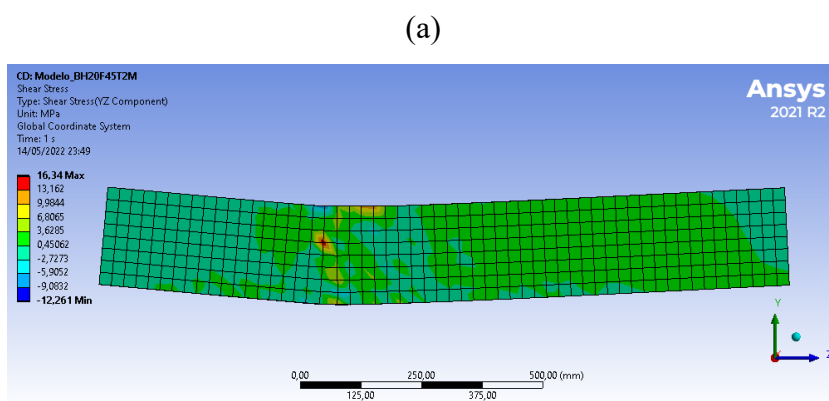 (a)
CD: Modelo_BH20F45T2M
Shear Stress
Type: Shear Stress(YZ Component)
Unit: MPa
Global Coordinate System
Time: 1 s
14/05/2022 23:49
Ansys
2021 R2
16,34 Max
13,162
9,9844
6,8065
3,6285
0,45062
-2,7273
-5,9052
-9,0832
-12,261 Min
Y
Z
0,00 250,00 500,00 (mm)
125,00 375,00